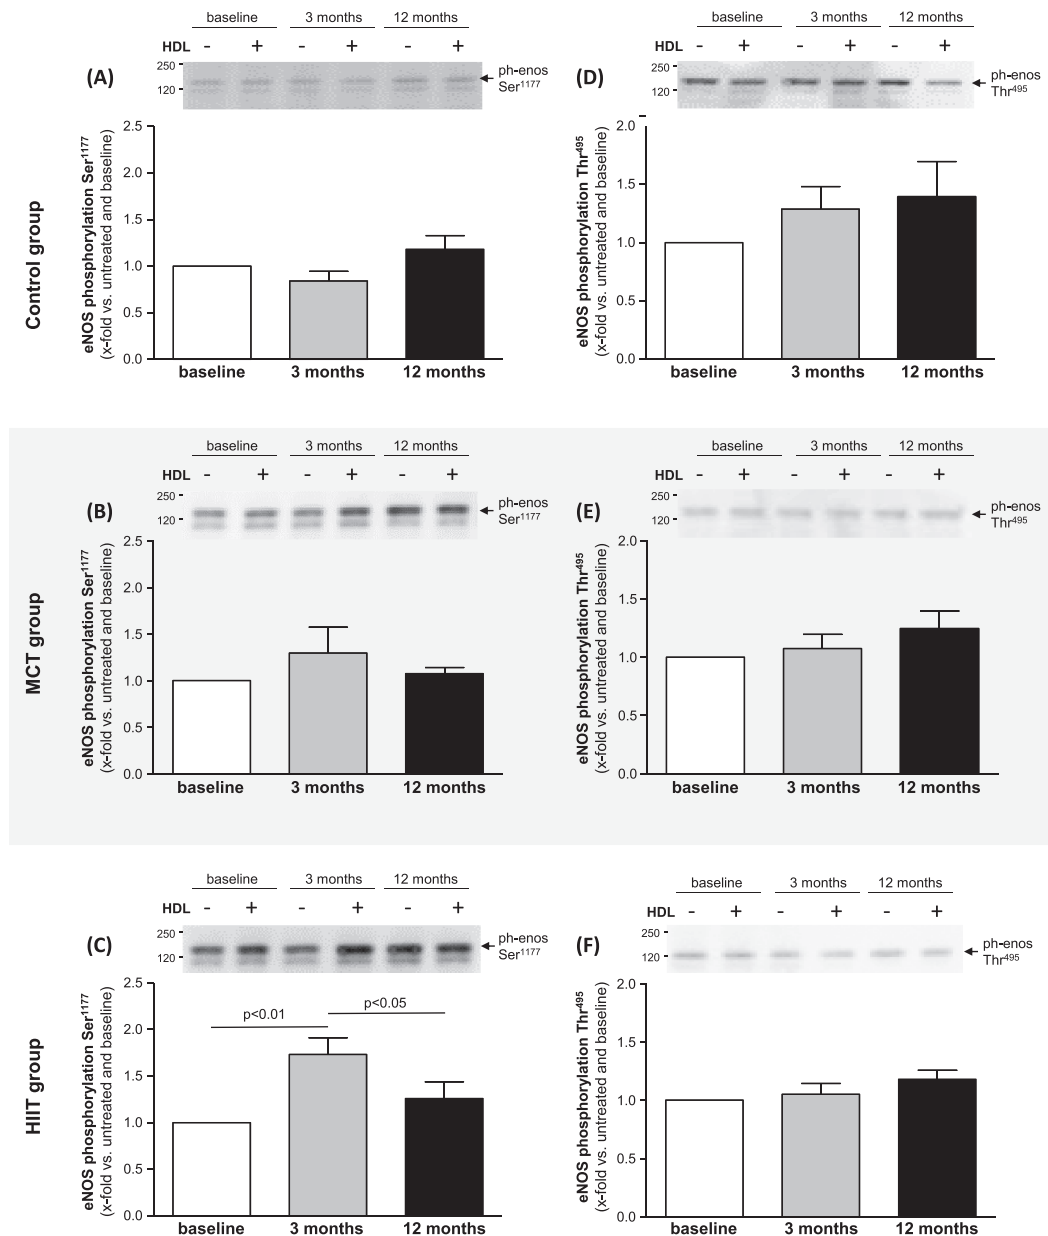 Control group
baseline 3 months 12 months
HDL - + - + - +
(A)
250
120
ph-enos
Ser1177
eNOS phosphorylation Ser1177
(x-fold vs. untreated and baseline)
2.5
2.0
1.5
1.0
0.5
0.0
baseline 3 months 12 months
baseline 3 months 12 months
HDL - + - + - +
(D)
250
120
ph-enos
Thr495
eNOS phosphorylation Thr495
(x-fold vs. untreated and baseline)
2.0
1.5
1.0
0.5
0.0
baseline 3 months 12 months
MCT group
baseline 3 months 12 months
HDL - + - + - +
(B)
250
120
ph-enos
Ser1177
eNOS phosphorylation Ser1177
(x-fold vs. untreated and baseline)
2.5
2.0
1.5
1.0
0.5
0.0
baseline 3 months 12 months
baseline 3 months 12 months
HDL - + - + - +
(E)
250
120
ph-enos
Thr495
eNOS phosphorylation Thr495
(x-fold vs. untreated and baseline)
2.0
1.5
1.0
0.5
0.0
baseline 3 months 12 months
HIIT group
baseline 3 months 12 months
HDL - + - + - +
(C)
250
120
ph-enos
Ser1177
eNOS phosphorylation Ser1177
(x-fold vs. untreated and baseline)
2.5
2.0
1.5
1.0
0.5
0.0
p<0.01
p<0.05
baseline 3 months 12 months
baseline 3 months 12 months
HDL - + - + - +
(F)
250
120
ph-enos
Thr495
eNOS phosphorylation Thr495
(x-fold vs. untreated and baseline)
2.0
1.5
1.0
0.5
0.0
baseline 3 months 12 months